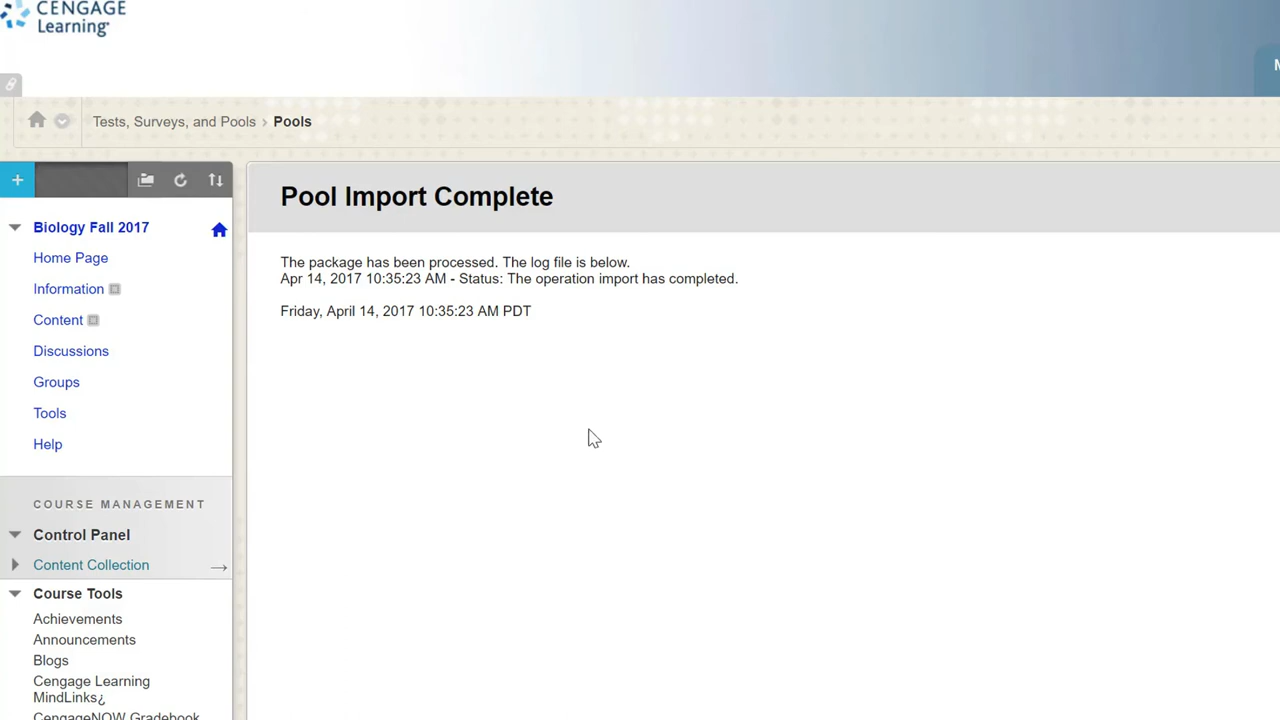 CENGAGE
Learning
M
Tests, Surveys, and Pools › Pools
Pool Import Complete
The package has been processed. The log file is below.
Apr 14, 2017 10:35:23 AM - Status: The operation import has completed.
Friday, April 14, 2017 10:35:23 AM PDT
Biology Fall 2017
Home Page
Information
Content
Discussions
Groups
Tools
Help
COURSE MANAGEMENT
Control Panel
Content Collection
Course Tools
Achievements
Announcements
Blogs
Cengage Learning
MindLinks¿
CengageNOW Gradebook